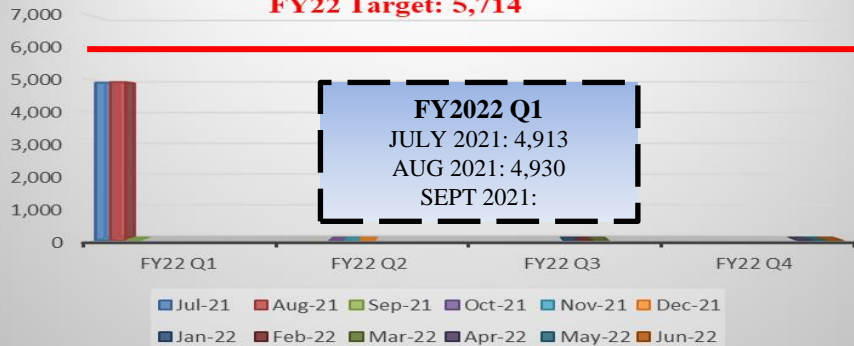 FY22 Target: 5,714
7,000
6,000
5,000
4,000
3,000
2,000
1,000
0
FY2022 Q1
JULY 2021: 4,913
AUG 2021: 4,930
SEPT 2021:
FY22 Q1 FY22 Q2 FY22 Q3 FY22 Q4
Jul-21 Aug-21 Sep-21 Oct-21 Nov-21 Dec-21
Jan-22 Feb-22 Mar-22 Apr-22 May-22 Jun-22